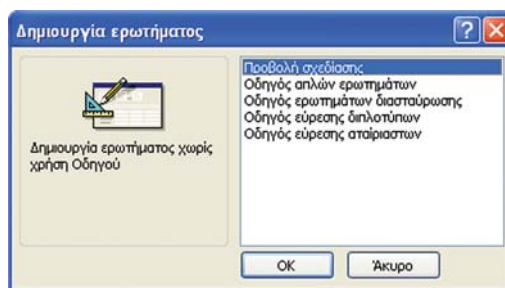 Δημιουργία ερωτήματος
Προβολή σχεδίασης
Οδηγός απλών ερωτημάτων
Οδηγός ερωτημάτων διασταύρωσης
Οδηγός εύρεσης διπλοτύπων
Οδηγός εύρεσης αταίριαστων
Δημιουργία ερωτήματος χωρίς
χρήση Οδηγού
OK
Άκυρο